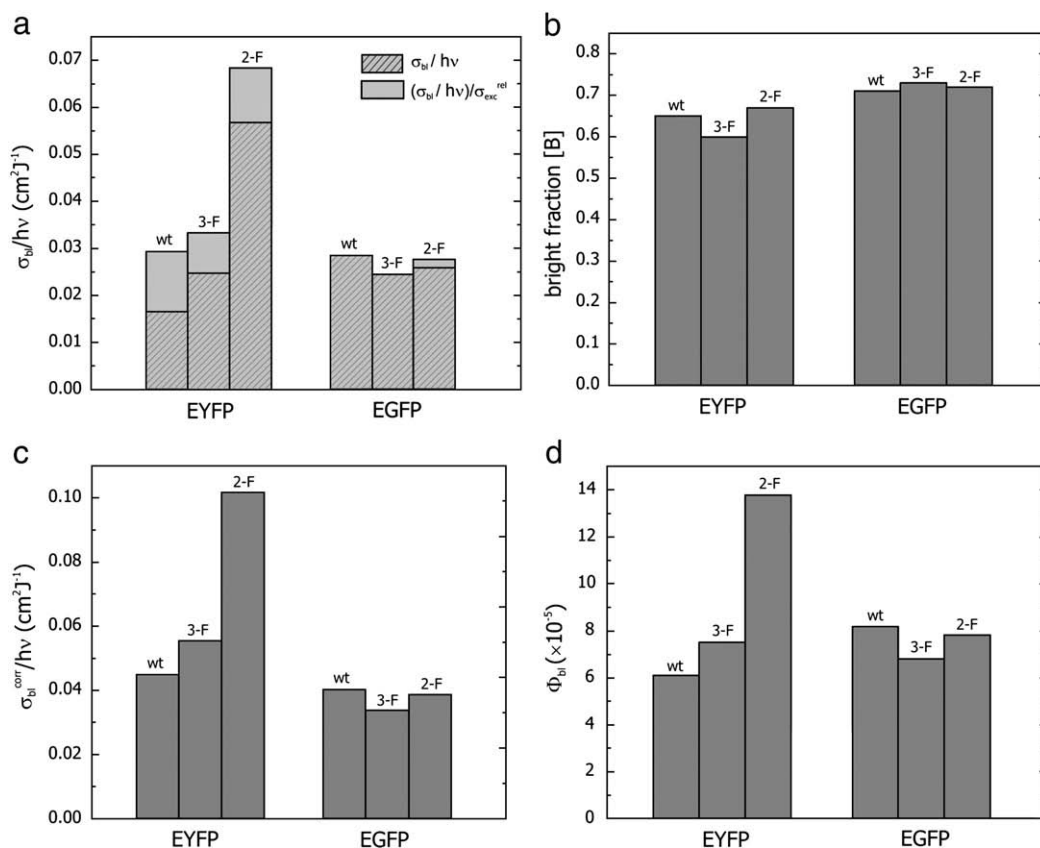 a
0.07
0.06
0.05
0.04
0.03
0.02
0.01
0.00
σbl/hν (cm²J⁻¹)
σbl / hν
(σbl / hν)/σexc^rel
wt
3-F
2-F
wt
3-F
2-F
EYFP
EGFP
b
0.8
0.7
0.6
0.5
0.4
0.3
0.2
0.1
0.0
bright fraction [B]
wt
3-F
2-F
wt
3-F
2-F
EYFP
EGFP
c
0.10
0.08
0.06
0.04
0.02
0.00
σbl^corr/hν (cm²J⁻¹)
wt
3-F
2-F
wt
3-F
2-F
EYFP
EGFP
d
14
12
10
8
6
4
2
0
Φbl (×10⁻⁵)
wt
3-F
2-F
wt
3-F
2-F
EYFP
EGFP